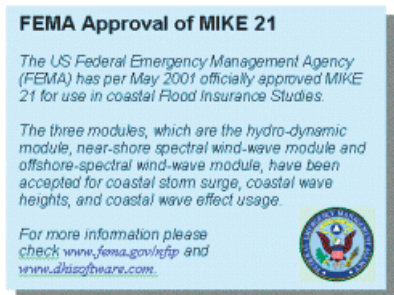 FEMA Approval of MIKE 21
The US Federal Emergency Management Agency
(FEMA) has per May 2001 officially approved MIKE
21 for use in coastal Flood Insurance Studies.
The three modules, which are the hydro-dynamic
module, near-shore spectral wind-wave module and
offshore-spectral wind-wave module, have been
accepted for coastal storm surge, coastal wave
heights, and coastal wave effect usage.
For more information please
check www.fema.gov/nfip and
www.dhisoftware.com.
FEDERAL EMERGENCY MANAGEMENT AGENCY